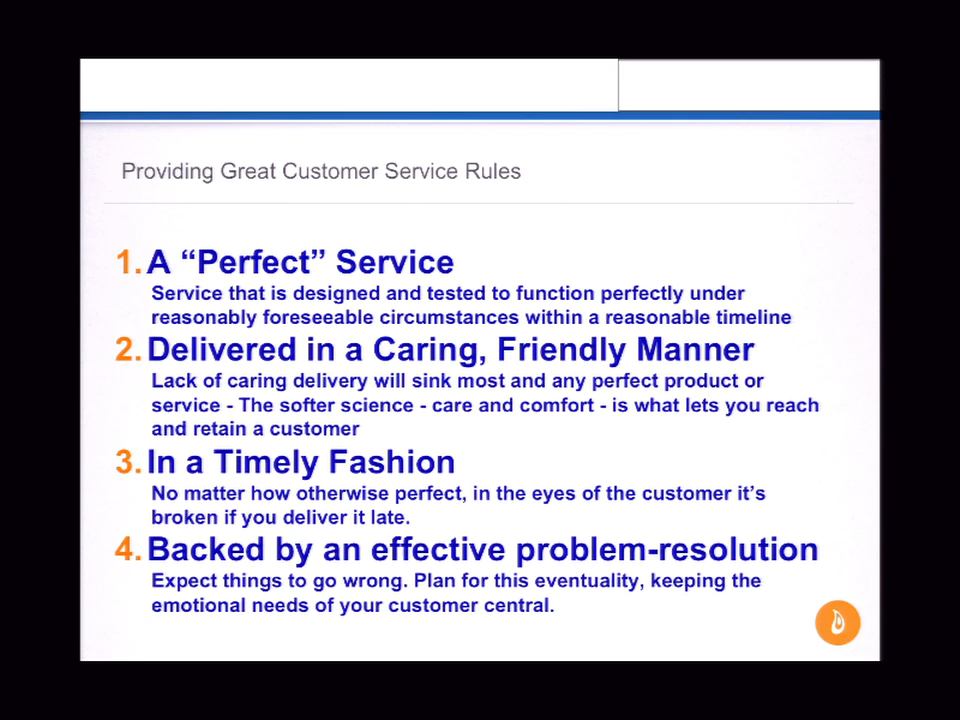 Providing Great Customer Service Rules
1. A “Perfect” Service
Service that is designed and tested to function perfectly under
reasonably foreseeable circumstances within a reasonable timeline
2. Delivered in a Caring, Friendly Manner
Lack of caring delivery will sink most and any perfect product or
service - The softer science - care and comfort - is what lets you reach
and retain a customer
3. In a Timely Fashion
No matter how otherwise perfect, in the eyes of the customer it’s
broken if you deliver it late.
4. Backed by an effective problem-resolution
Expect things to go wrong. Plan for this eventuality, keeping the
emotional needs of your customer central.